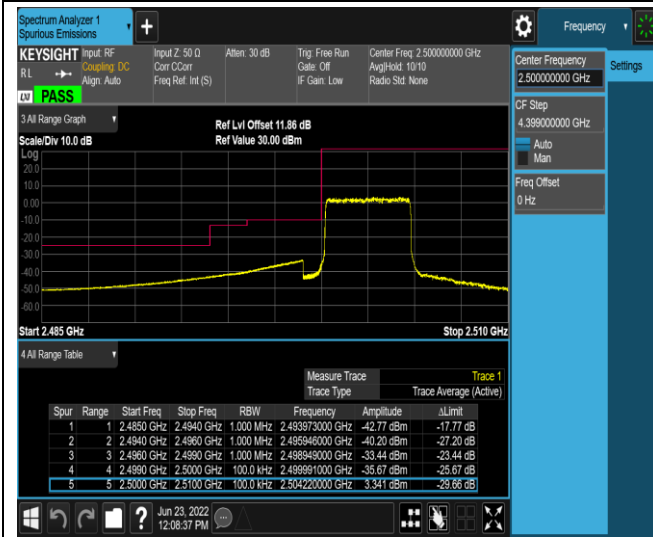 Spectrum Analyzer 1
Spurious Emissions
Frequency
KEYSIGHT Input: RF Input Z: 50 Ω Atten: 30 dB Trig: Free Run Center Freq: 2.500000000 GHz
RL Coupling: DC Corr CCorr Gate: Off Avg|Hold: 10/10
Align: Auto Freq Ref: Int (S) IF Gain: Low Radio Std: None
PASS
Center Frequency
2.500000000 GHz
Settings
CF Step
4.399000000 GHz
Auto
Man
Freq Offset
0 Hz
3 All Range Graph
Ref Lvl Offset 11.86 dB
Scale/Div 10.0 dB Ref Value 30.00 dBm
Log
20.0
10.0
0.00
-10.0
-20.0
-30.0
-40.0
-50.0
-60.0
Start 2.485 GHz Stop 2.510 GHz
4 All Range Table
Measure Trace Trace 1
Trace Type Trace Average (Active)
Spur Range Start Freq Stop Freq RBW Frequency Amplitude ΔLimit
1 1 2.4850 GHz 2.4940 GHz 1.000 MHz 2.493973000 GHz -42.77 dBm -17.77 dB
2 2 2.4940 GHz 2.4960 GHz 1.000 MHz 2.495946000 GHz -40.20 dBm -27.20 dB
3 3 2.4960 GHz 2.4990 GHz 1.000 MHz 2.498949000 GHz -33.44 dBm -23.44 dB
4 4 2.4990 GHz 2.5000 GHz 100.0 kHz 2.499991000 GHz -35.67 dBm -25.67 dB
5 5 2.5000 GHz 2.5100 GHz 100.0 kHz 2.504220000 GHz 3.341 dBm -29.66 dB
? Jun 23, 2022
12:08:37 PM